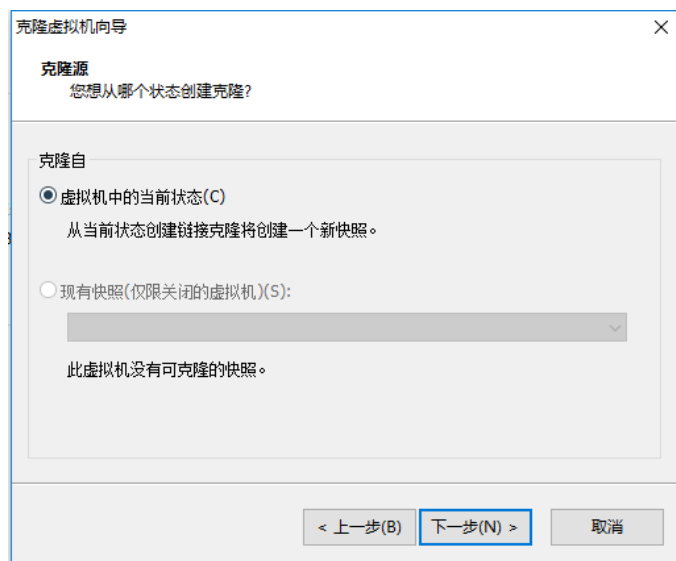 克隆虚拟机向导
克隆源
您想从哪个状态创建克隆?
克隆自
虚拟机中的当前状态(C)
从当前状态创建链接克隆将创建一个新快照。
现有快照(仅限关闭的虚拟机)(S):
此虚拟机没有可克隆的快照。
< 上一步(B) 下一步(N) > 取消